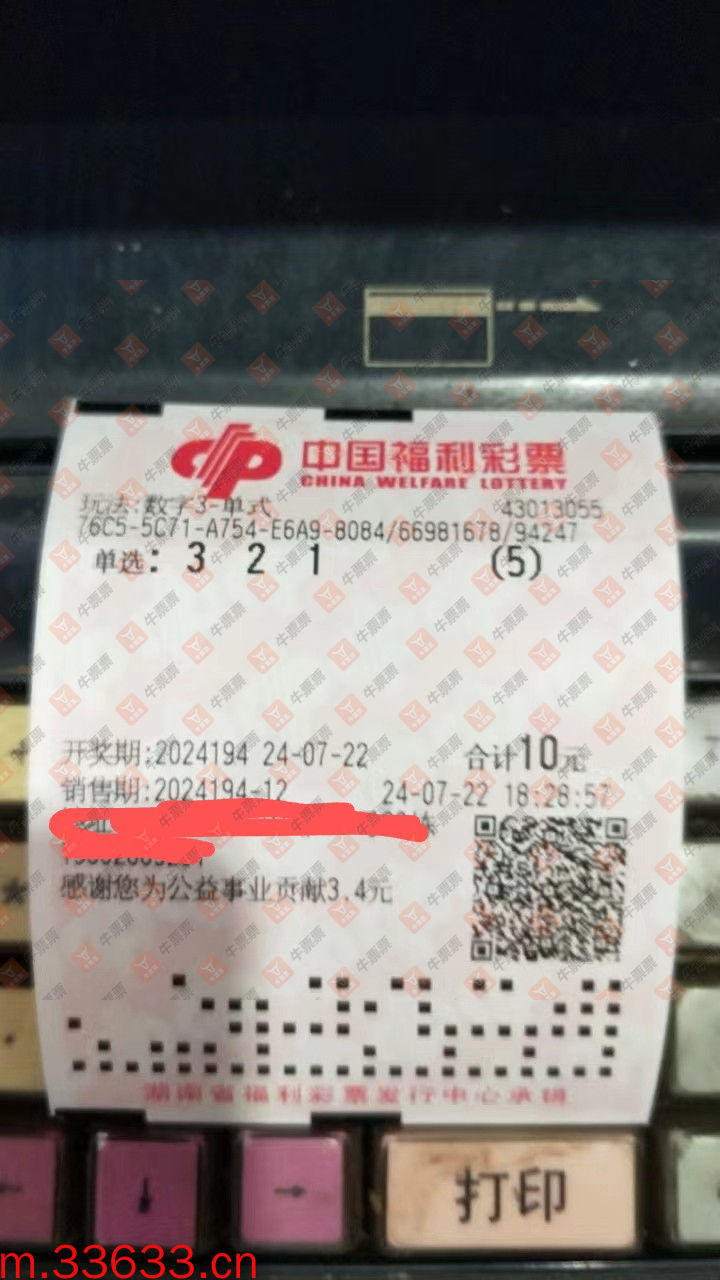 中国福利彩票
CHINA WELFARE LOTTERY
玩法:数字3-单式 43013055
76C5-5C71-A754-E6A9-8084/66981678/94247
单选: 3 2 1 (5)
开奖期:2024194 24-07-22 合计10元
销售期:2024194-12 24-07-22 18:28:57
感谢您为公益事业贡献3.4元
湖南省福利彩票发行中心承销
打印
牛票票
m.33633.cn